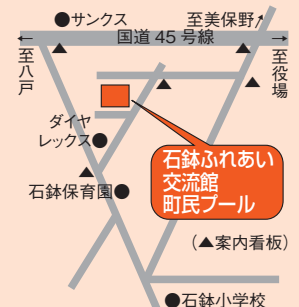 ●サンクス
至美保野
国道45号線
至八戸
至役場
ダイヤ
レックス●
石鉢ふれあい
交流館
町民プール
石鉢保育園●
（▲案内看板）
●石鉢小学校